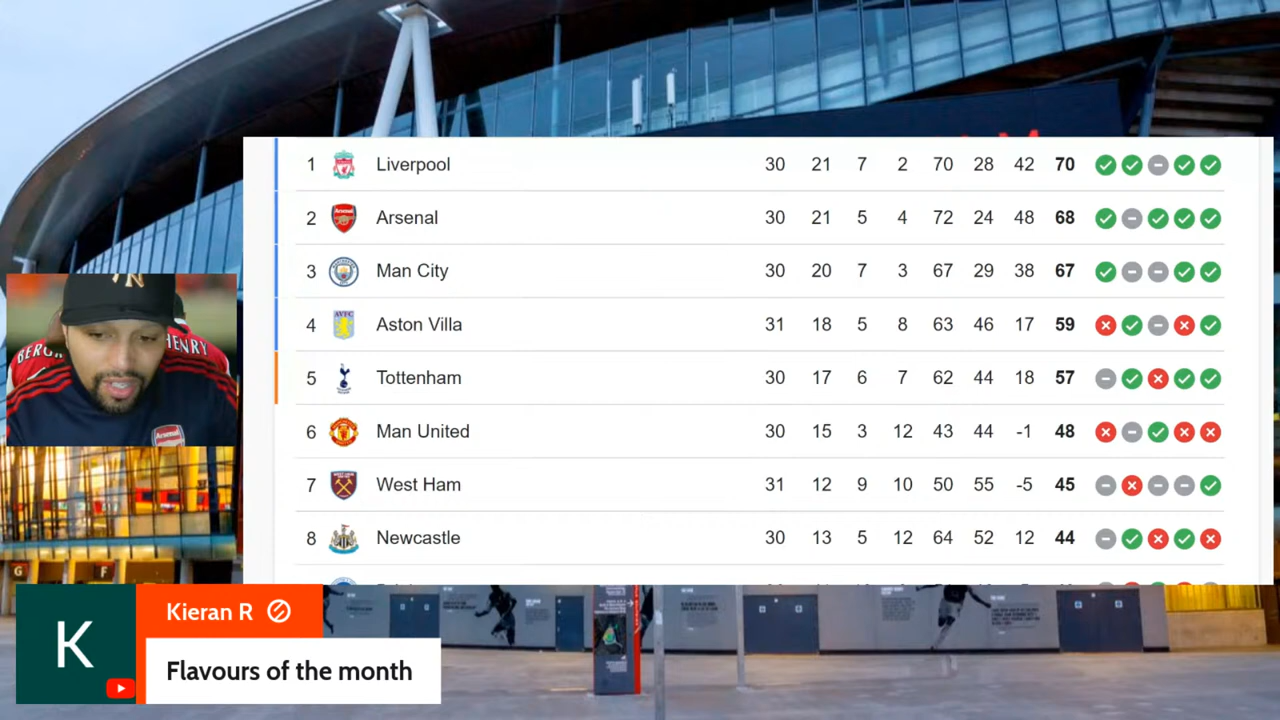 1 Liverpool 30 21 7 2 70 28 42 70
2 Arsenal 30 21 5 4 72 24 48 68
3 Man City 30 20 7 3 67 29 38 67
4 Aston Villa 31 18 5 8 63 46 17 59
5 Tottenham 30 17 6 7 62 44 18 57
6 Man United 30 15 3 12 43 44 -1 48
7 West Ham 31 12 9 10 50 55 -5 45
8 Newcastle 30 13 5 12 64 52 12 44
HENRY
Arsenal
G F
K
Kieran R
Flavours of the month